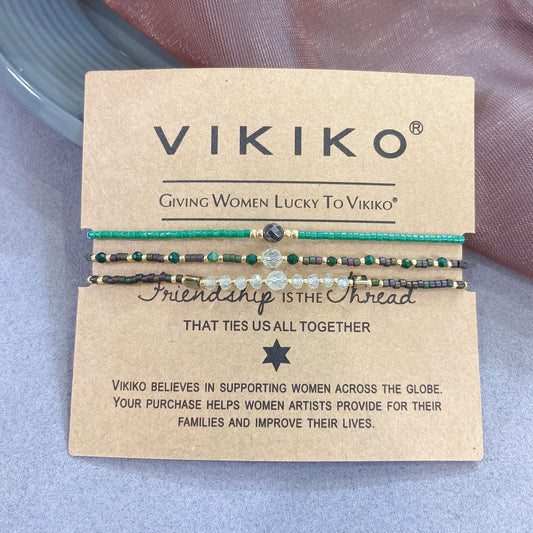 VIKIKO®
GIVING WOMEN LUCKY TO VIKIKO®
Friendship IS THE Thread
THAT TIES US ALL TOGETHER
VIKIKO BELIEVES IN SUPPORTING WOMEN ACROSS THE GLOBE.
YOUR PURCHASE HELPS WOMEN ARTISTS PROVIDE FOR THEIR
FAMILIES AND IMPROVE THEIR LIVES.